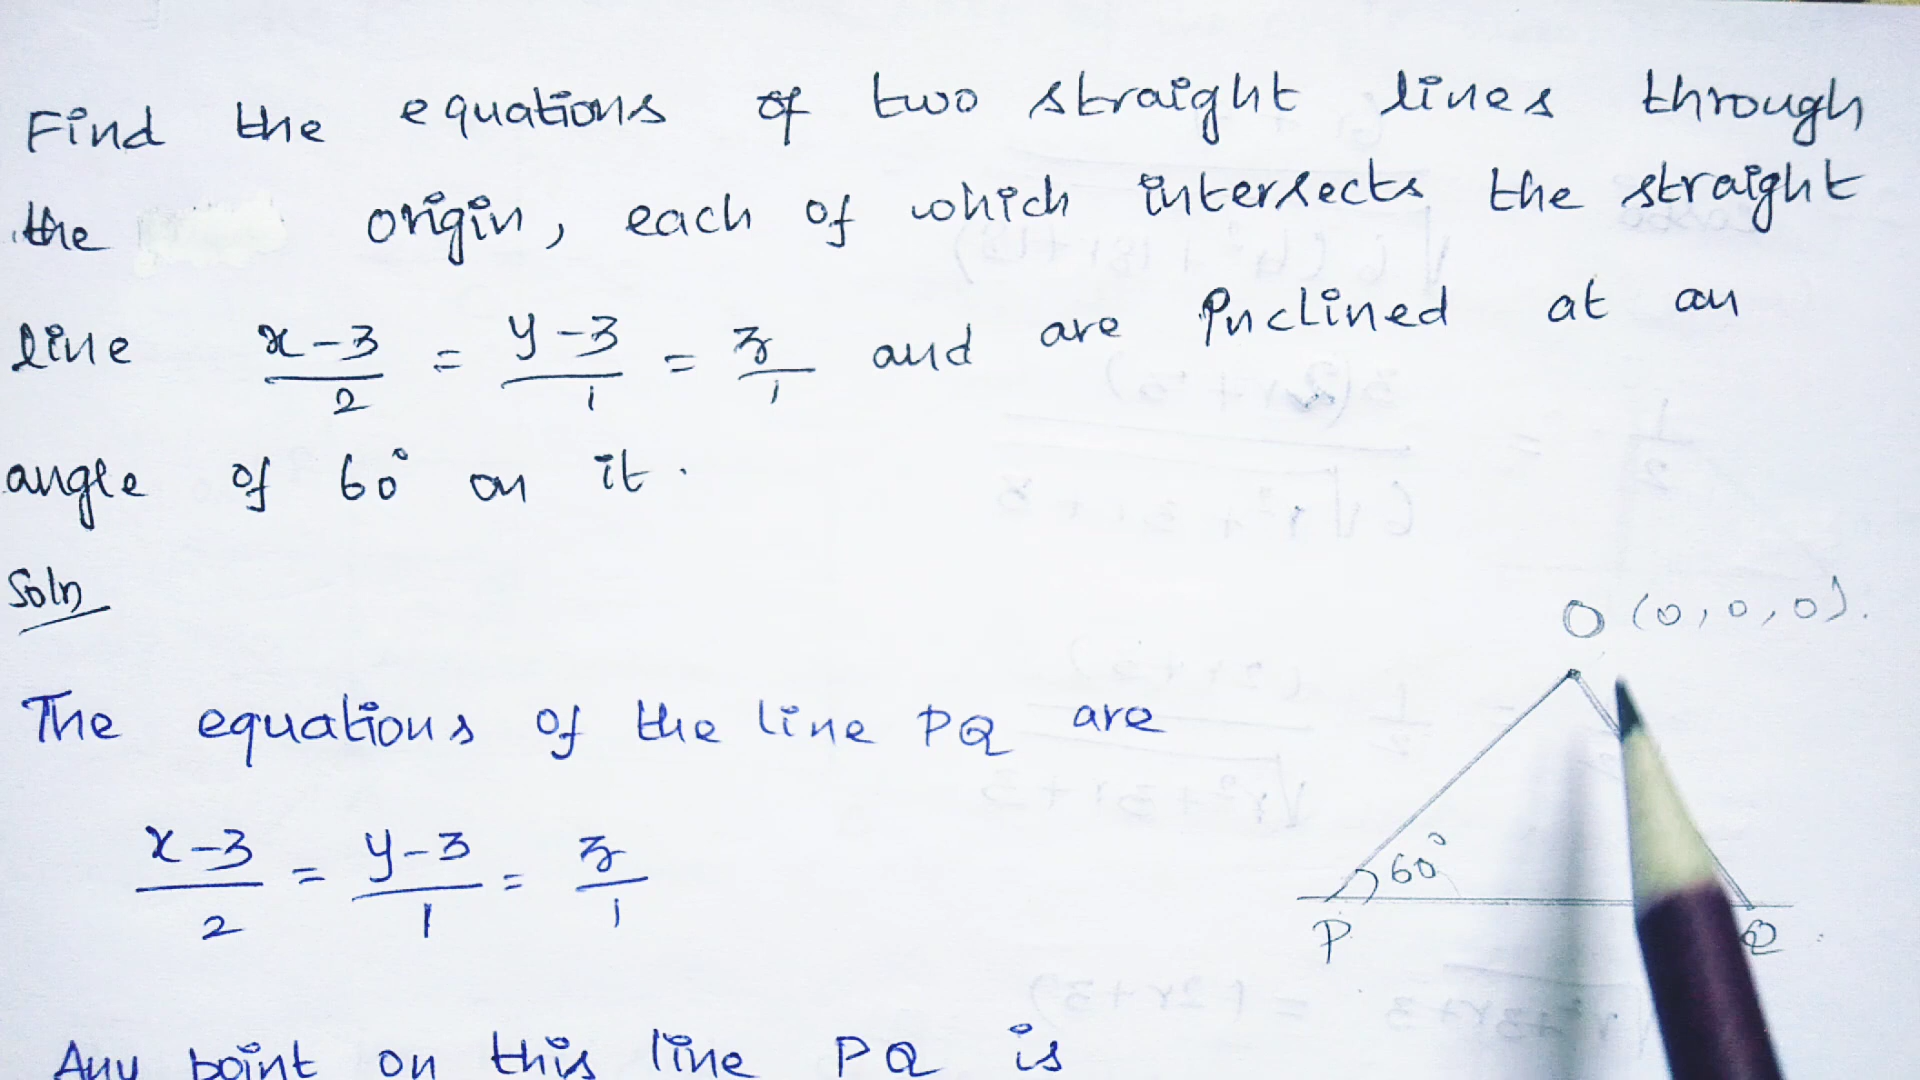 Find the equations of two straight lines through
the origin, each of which intersects the straight
line x-3/2 = y-3/1 = z/1 and are inclined at an
angle of 60° on it.
Soln
O (0,0,0).
The equations of the line PQ are
60°
x-3/2 = y-3/1 = z/1
P Q
Any point on this line PQ is